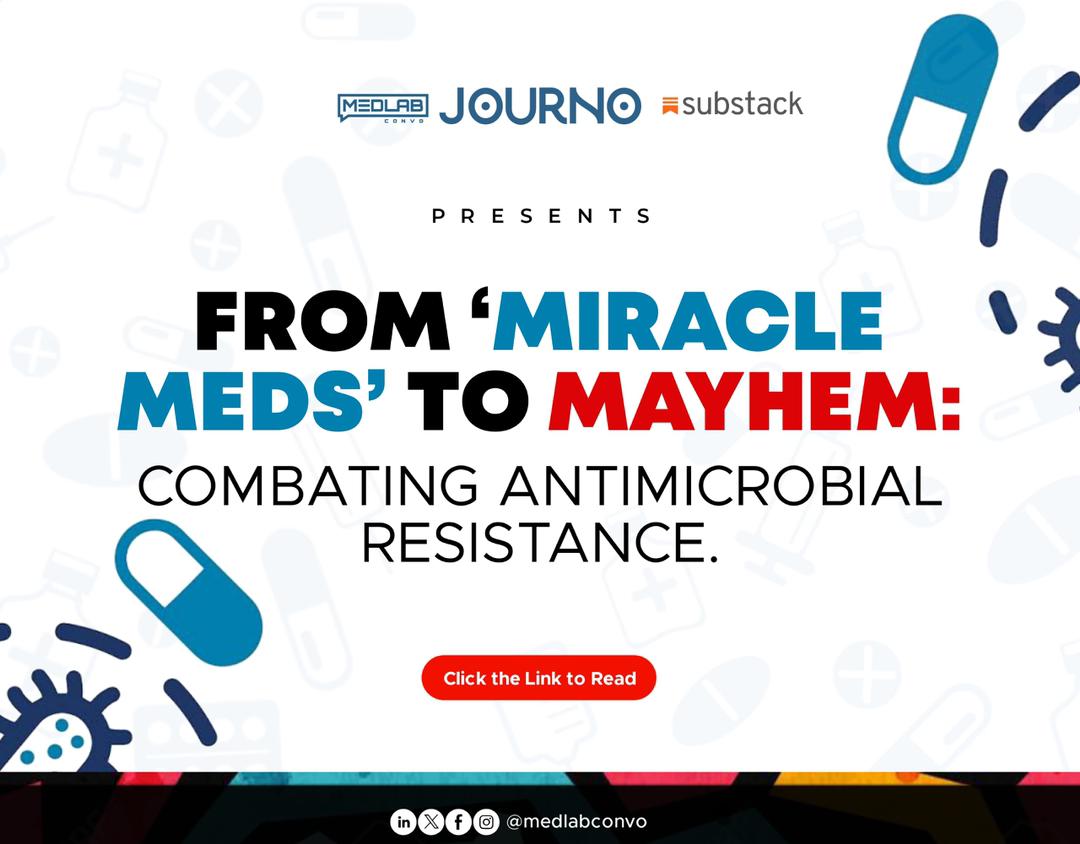 MEDLAB CONVO JOURNO substack
PRESENTS
FROM ‘MIRACLE
MEDS’ TO MAYHEM:
COMBATING ANTIMICROBIAL
RESISTANCE.
Click the Link to Read
in X f @medlabconvo